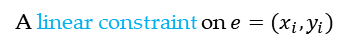 A linear constraint on e = (xᵢ, yᵢ)